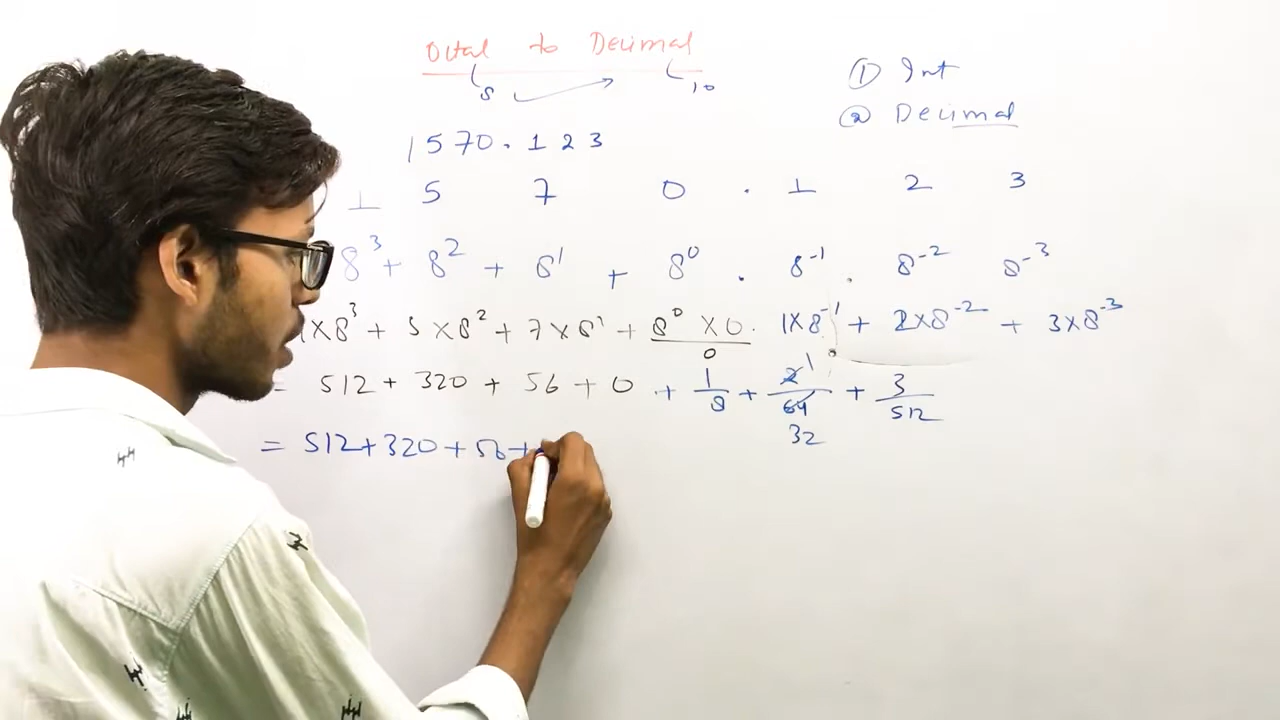 Octal to Decimal
8 10
① Int
② Decimal
1570.123
1 5 7 0 . 1 2 3
8³ + 8² + 8¹ + 8⁰ . 8⁻¹ . 8⁻² 8⁻³
1×8³ + 5×8² + 7×8¹ + 8⁰×0 . 1×8⁻¹ + 2×8⁻² + 3×8⁻³
0
= 512 + 320 + 56 + 0 + 1/8 + 2/64 + 3/512
1
32
= 512+320+56+